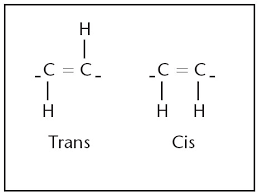 H
-C = C- -C = C-
H H H
Trans Cis